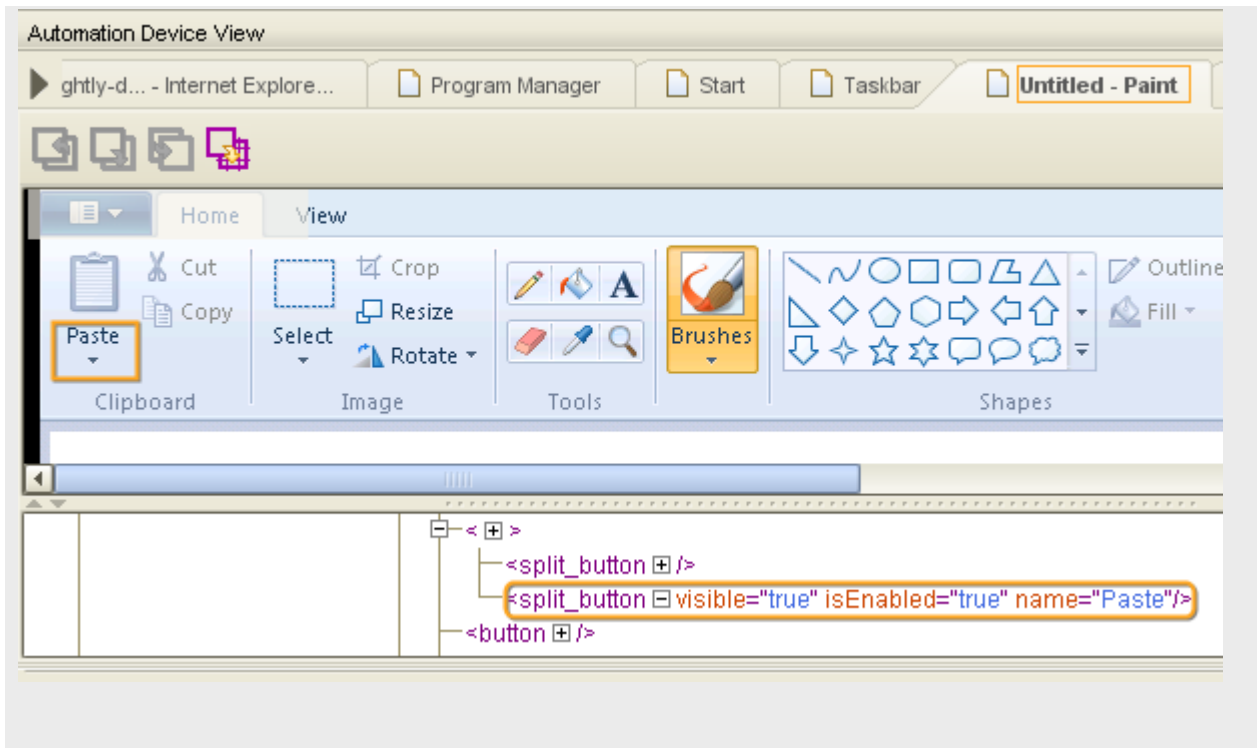 Automation Device View
ghtly-d... - Internet Explore... Program Manager Start Taskbar Untitled - Paint
Home View
Cut Crop Outline
Copy Resize Fill
Paste Select Rotate A Brushes
Clipboard Image Tools Shapes
< >
<split_button />
<split_button visible="true" isEnabled="true" name="Paste"/>
<button />